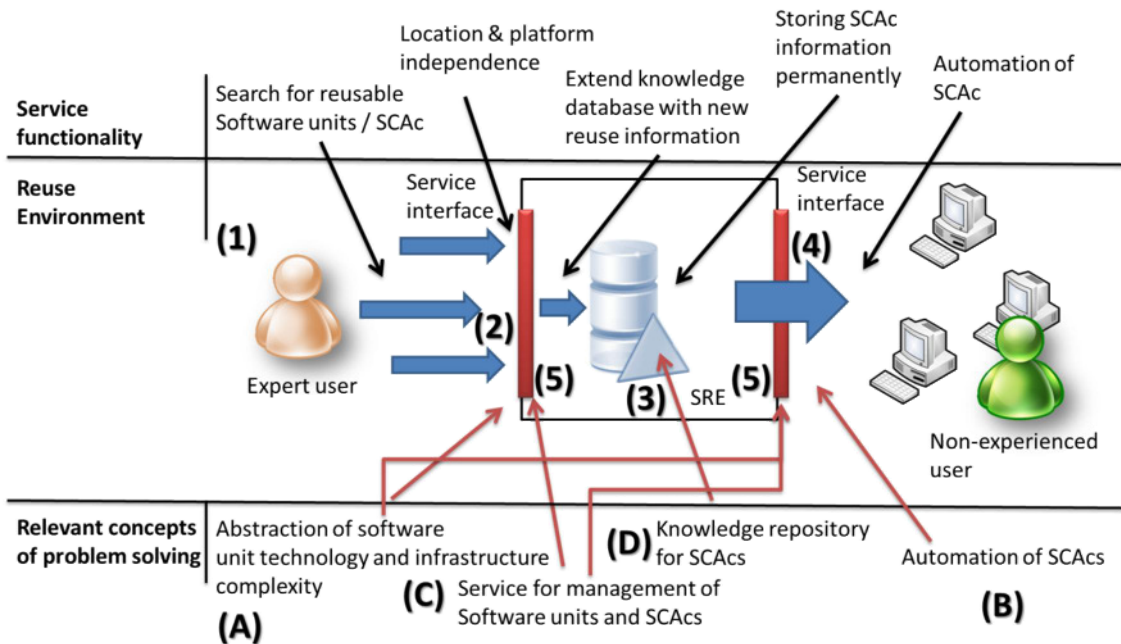 Service
functionality
Search for reusable
Software units / SCAc
Location & platform
independence
Extend knowledge
database with new
reuse information
Storing SCAc
information
permanently
Automation of
SCAc
Reuse
Environment
(1)
Expert user
Service
interface
(2)
(5)
(3)
SRE
(5)
Service
interface
(4)
Non-experienced
user
Relevant concepts
of problem solving
Abstraction of software
unit technology and infrastructure
complexity
(A)
(C)
Service for management of
Software units and SCAcs
(D)
Knowledge repository
for SCAcs
Automation of SCAcs
(B)